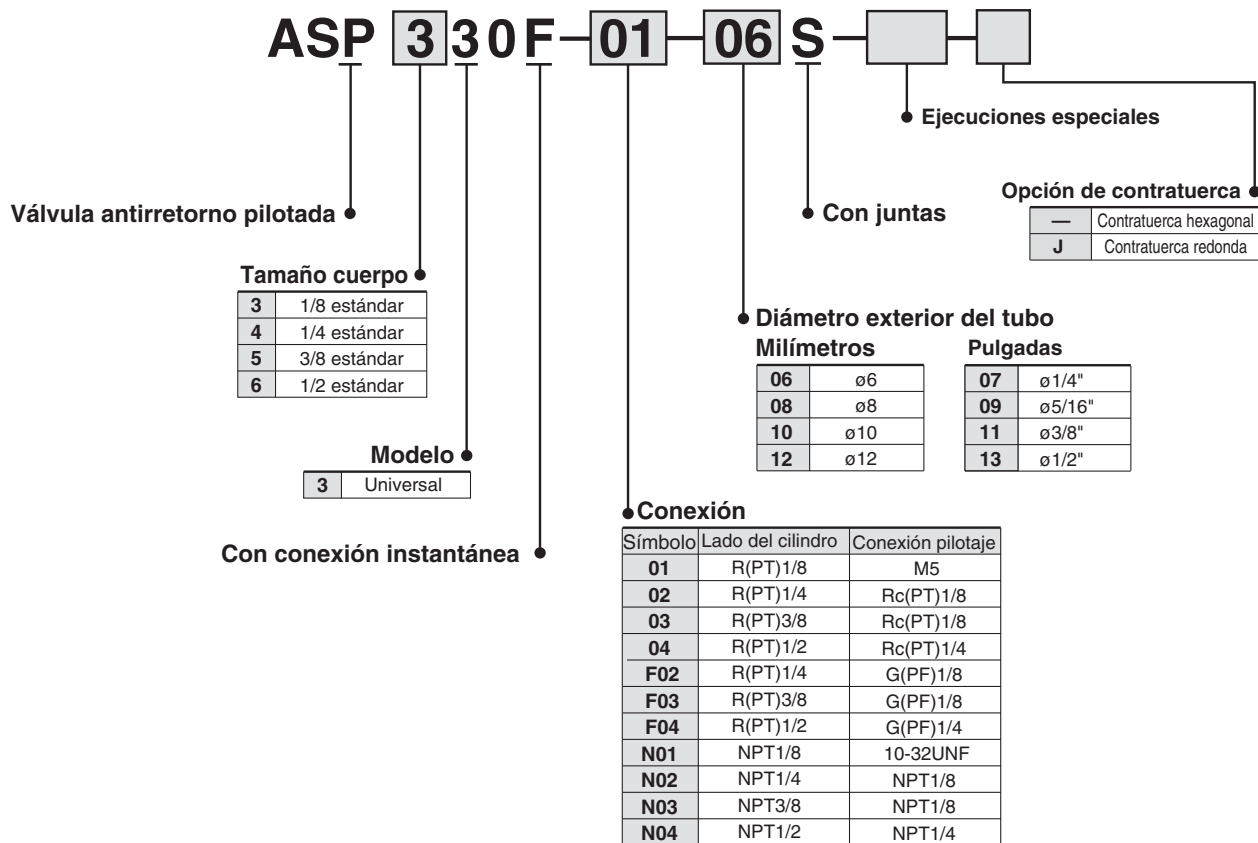 ASP 3 3 0 F - 01 - 06 S -
Ejecuciones especiales
Opción de contratuerca
— Contratuerca hexagonal
J Contratuerca redonda
Válvula antirretorno pilotada
Con juntas
Tamaño cuerpo
3 1/8 estándar
4 1/4 estándar
5 3/8 estándar
6 1/2 estándar
Diámetro exterior del tubo
Milímetros
06 ø6
08 ø8
10 ø10
12 ø12
Pulgadas
07 ø1/4"
09 ø5/16"
11 ø3/8"
13 ø1/2"
Modelo
3 Universal
Con conexión instantánea
Conexión
Símbolo Lado del cilindro Conexión pilotaje
01 R(PT)1/8 M5
02 R(PT)1/4 Rc(PT)1/8
03 R(PT)3/8 Rc(PT)1/8
04 R(PT)1/2 Rc(PT)1/4
F02 R(PT)1/4 G(PF)1/8
F03 R(PT)3/8 G(PF)1/8
F04 R(PT)1/2 G(PF)1/4
N01 NPT1/8 10-32UNF
N02 NPT1/4 NPT1/8
N03 NPT3/8 NPT1/8
N04 NPT1/2 NPT1/4